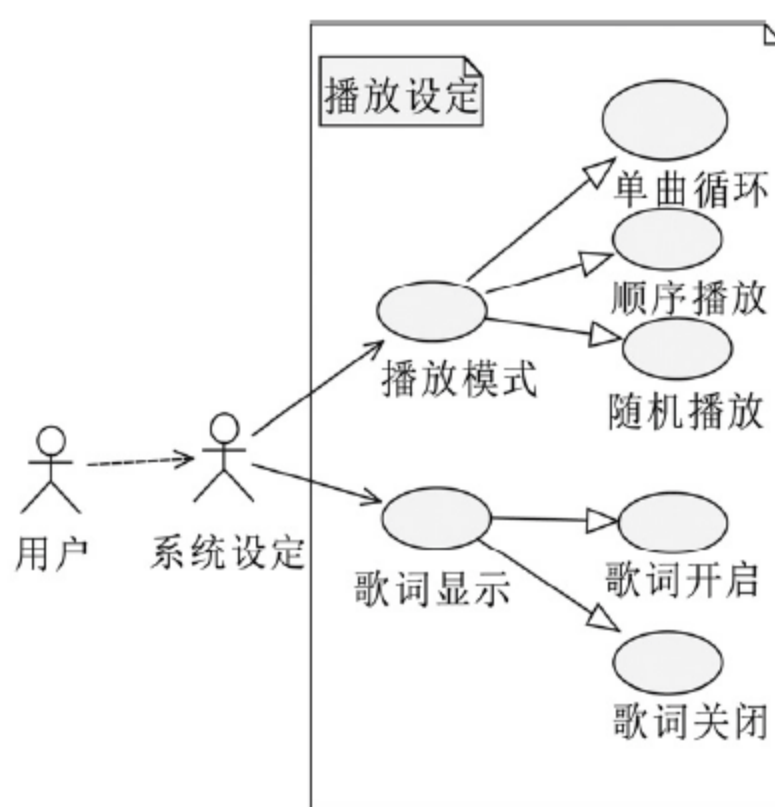 播放设定
单曲循环
顺序播放
播放模式
随机播放
用户
系统设定
歌词显示
歌词开启
歌词关闭